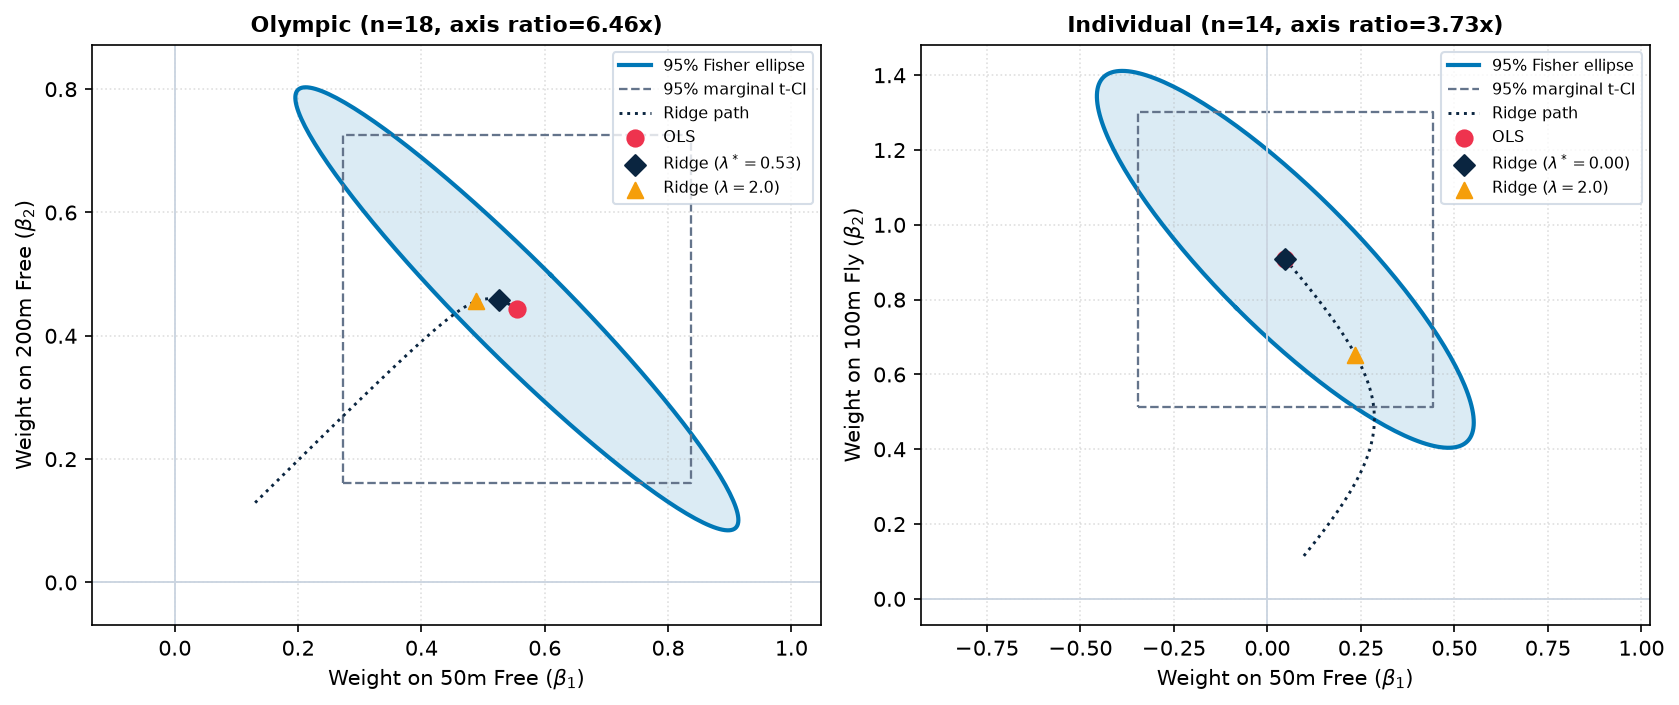 Olympic (n=18, axis ratio=6.46x)
0.8
0.6
0.4
0.2
0.0
Weight on 200m Free (β₂)
0.0 0.2 0.4 0.6 0.8 1.0
Weight on 50m Free (β₁)
95% Fisher ellipse
95% marginal t-CI
Ridge path
OLS
Ridge (λ* = 0.53)
Ridge (λ = 2.0)
Individual (n=14, axis ratio=3.73x)
1.4
1.2
1.0
0.8
0.6
0.4
0.2
0.0
Weight on 100m Fly (β₂)
−0.75 −0.50 −0.25 0.00 0.25 0.50 0.75 1.00
Weight on 50m Free (β₁)
95% Fisher ellipse
95% marginal t-CI
Ridge path
OLS
Ridge (λ* = 0.00)
Ridge (λ = 2.0)